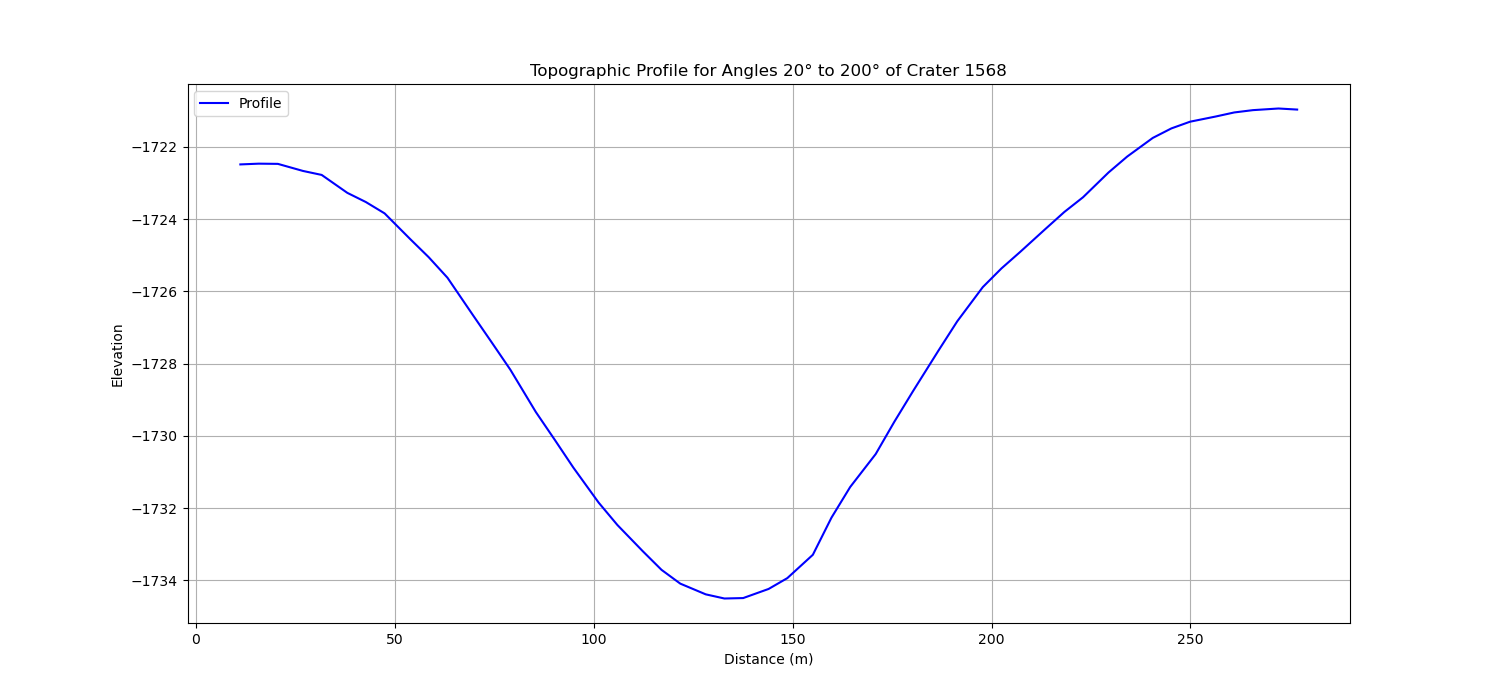 Topographic Profile for Angles 20° to 200° of Crater 1568
Profile
−1722
−1724
−1726
−1728
−1730
−1732
−1734
Elevation
0 50 100 150 200 250
Distance (m)